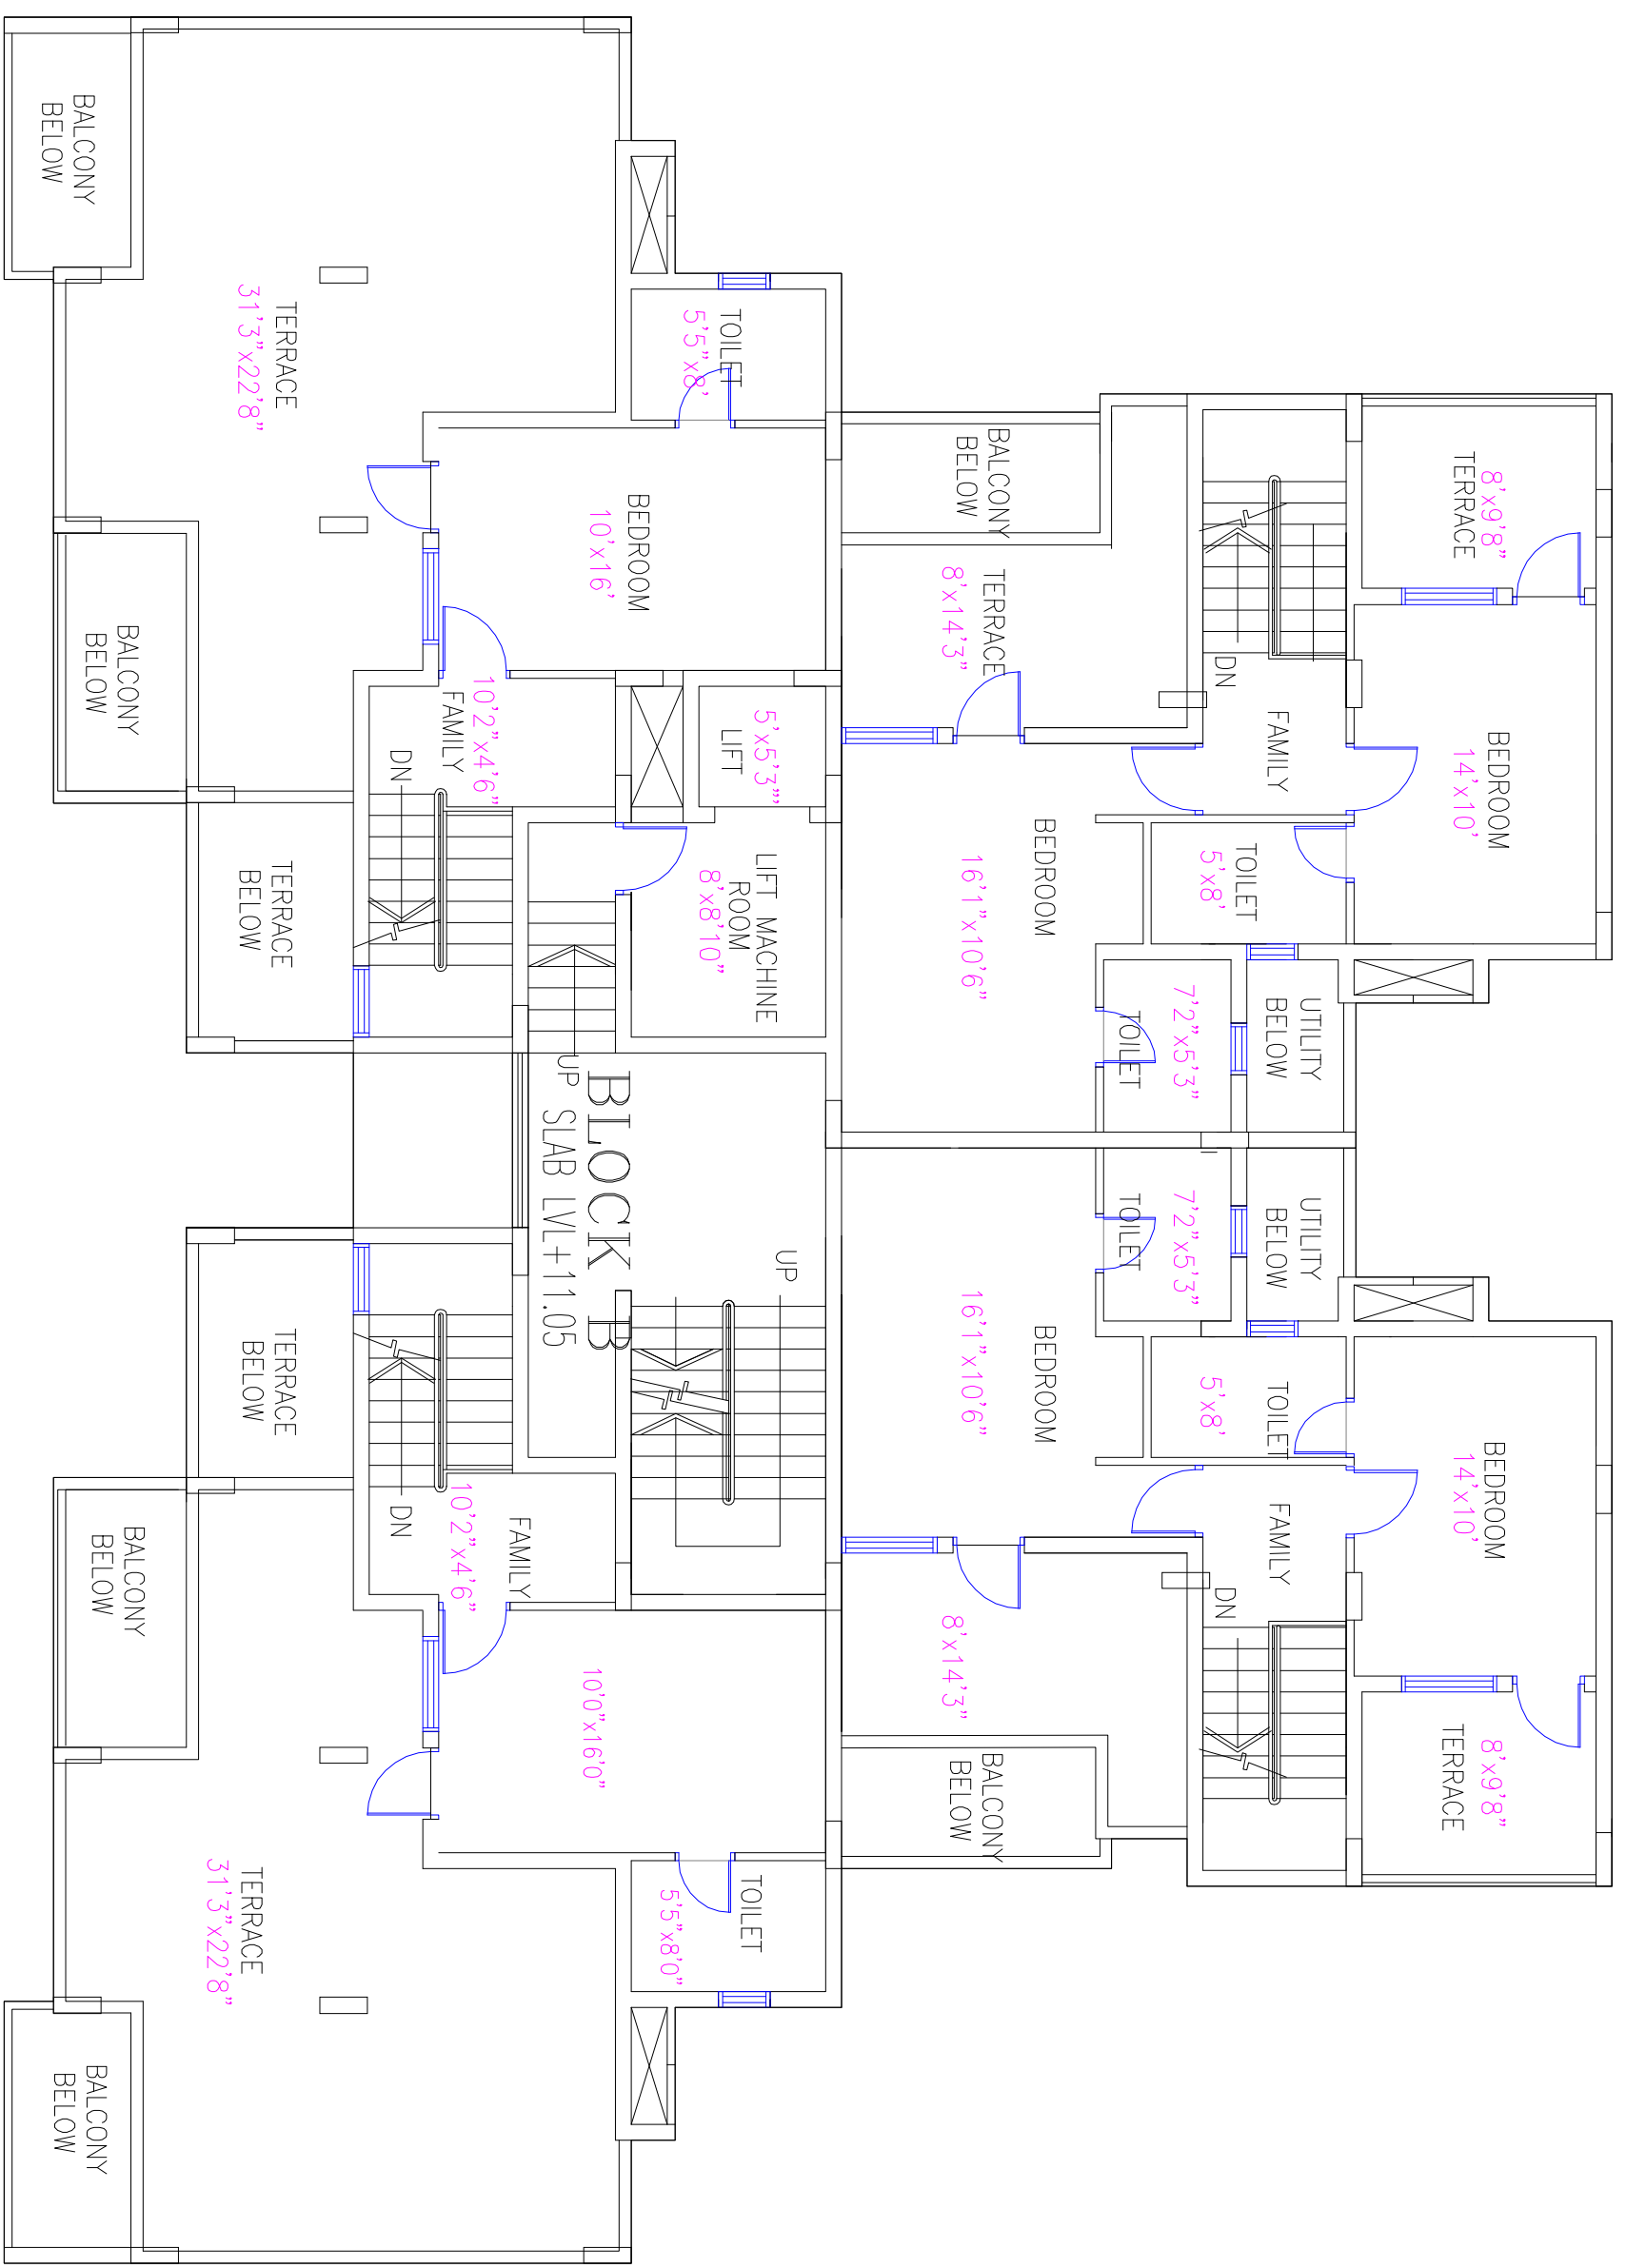 8'x9'8"
TERRACE
BEDROOM
14'x10'
FAMILY
DN
TOILET
5'x8'
UTILITY
BELOW
7'2"x5'3"
TOILET
UTILITY
BELOW
7'2"x5'3"
TOILET
TOILET
5'x8'
BEDROOM
14'x10'
FAMILY
DN
8'x9'8"
TERRACE
BALCONY
BELOW
TERRACE
8'x14'3"
BEDROOM
16'1"x10'6"
BEDROOM
16'1"x10'6"
8'x14'3"
BALCONY
BELOW
TOILET
5'5"x8'
BEDROOM
10'x16'
5'x5'3""
LIFT
LIFT MACHINE
ROOM
8'x8'10"
UP
UP
BLOCK B
SLAB LVL+11.05
10'0"x16'0"
TOILET
5'5"x8'0"
10'2"x4'6"
FAMILY
DN
FAMILY
10'2"x4'6"
DN
TERRACE
31'3"x22'8"
TERRACE
BELOW
TERRACE
BELOW
TERRACE
31'3"x22'8"
BALCONY
BELOW
BALCONY
BELOW
BALCONY
BELOW
BALCONY
BELOW